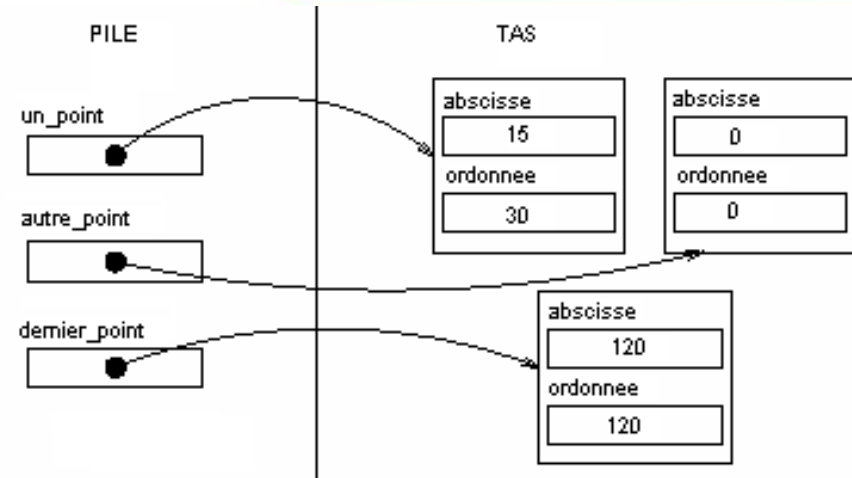 PILE
TAS
un_point
autre_point
dernier_point
abscisse
15
ordonnee
30
abscisse
0
ordonnee
0
abscisse
120
ordonnee
120